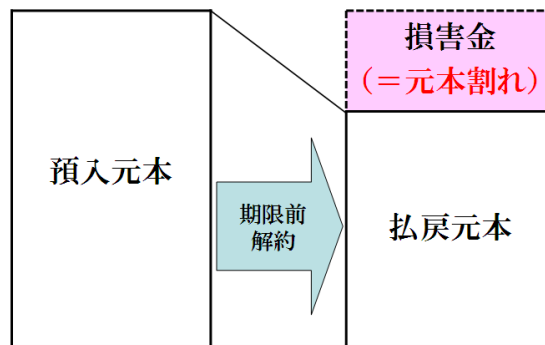 預入元本
期限前
解約
損害金
（＝元本割れ）
払戻元本